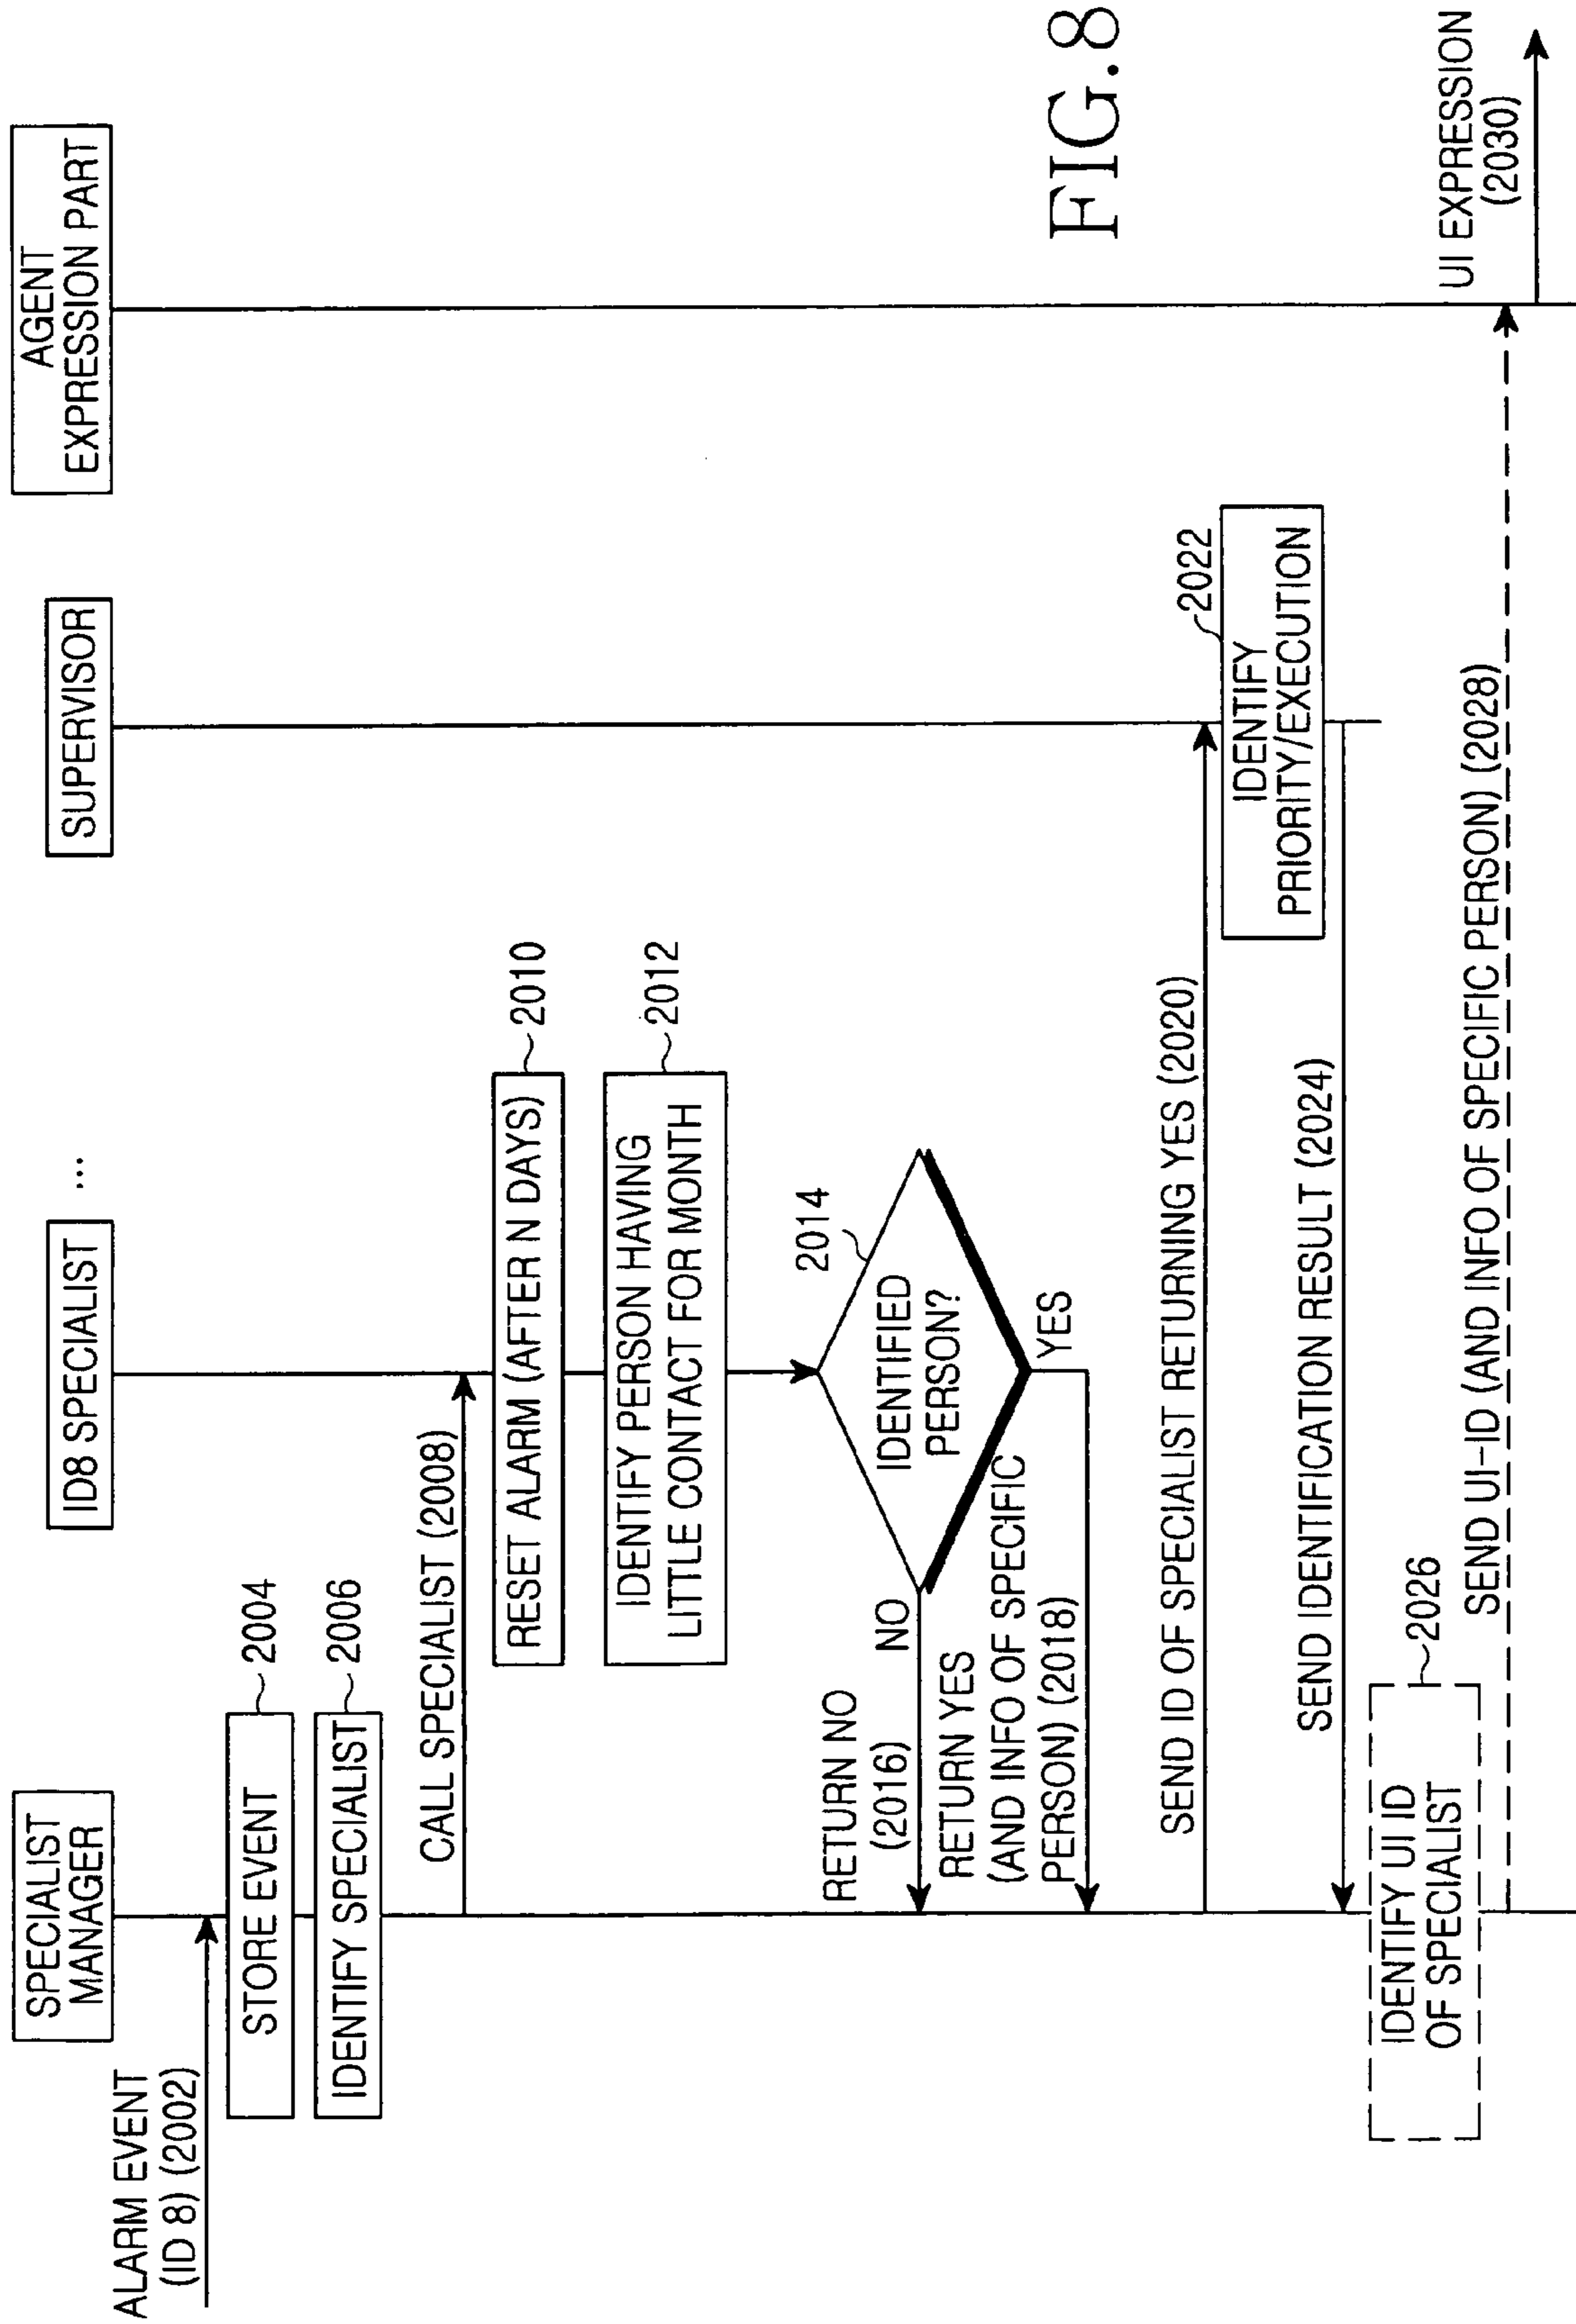 SPECIALIST
MANAGER
ID8 SPECIALIST
...
SUPERVISOR
AGENT
EXPRESSION PART
ALARM EVENT
(ID 8) (2002)
STORE EVENT
2004
IDENTIFY SPECIALIST
2006
CALL SPECIALIST (2008)
RESET ALARM (AFTER N DAYS)
2010
IDENTIFY PERSON HAVING
LITTLE CONTACT FOR MONTH
2012
2014
IDENTIFIED
PERSON?
NO
YES
RETURN NO
(2016)
RETURN YES
(AND INFO OF SPECIFIC
PERSON) (2018)
SEND ID OF SPECIALIST RETURNING YES (2020)
2022
IDENTIFY
PRIORITY/EXECUTION
SEND IDENTIFICATION RESULT (2024)
IDENTIFY UI ID
OF SPECIALIST
2026
SEND UI-ID (AND INFO OF SPECIFIC PERSON) (2028)
UI EXPRESSION
(2030)
FIG.8